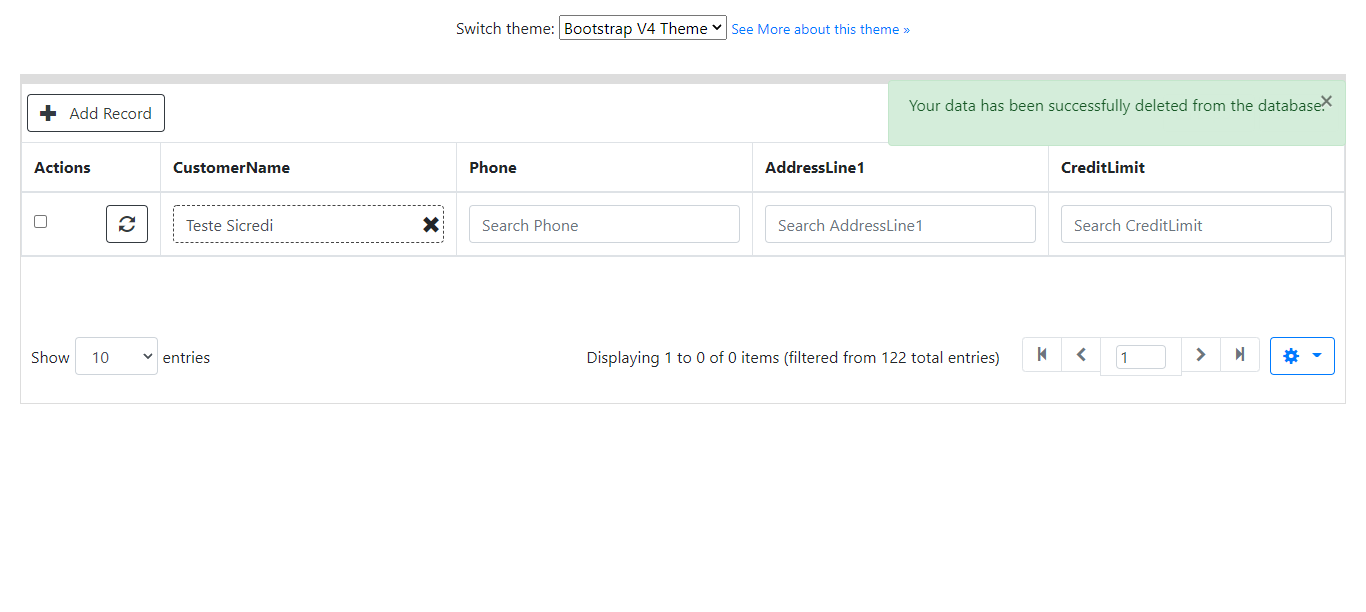 Switch theme: Bootstrap V4 Theme See More about this theme »
Add Record
Your data has been successfully deleted from the database.
Actions CustomerName Phone AddressLine1 CreditLimit
Teste Sicredi Search Phone Search AddressLine1 Search CreditLimit
Show 10 entries Displaying 1 to 0 of 0 items (filtered from 122 total entries) 1